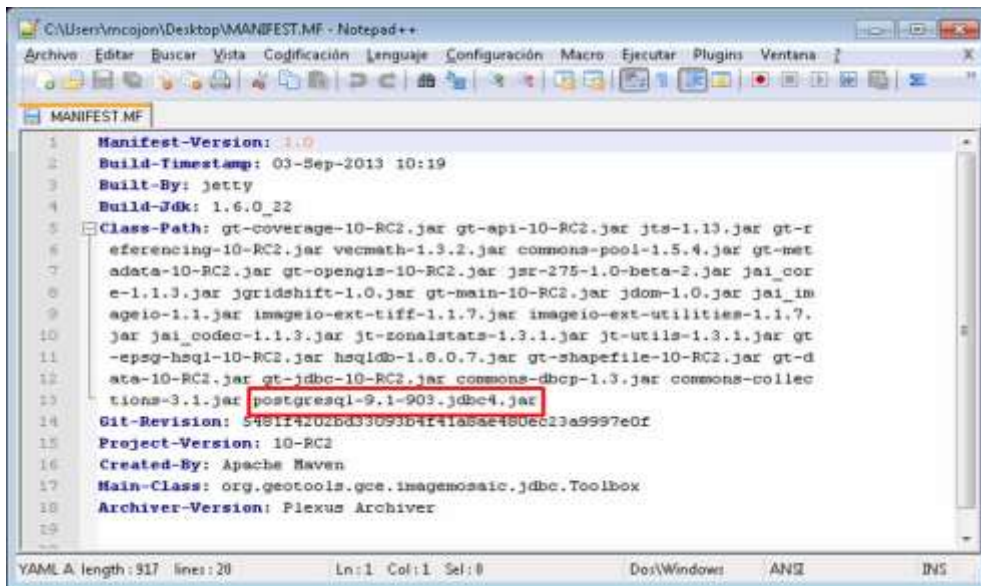 C:\Users\mcojon\Desktop\MANIFEST.MF - Notepad++
Archivo Editar Buscar Vista Codificación Lenguaje Configuración Macro Ejecutar Plugins Ventana ? X
MANIFEST.MF
1 Manifest-Version: 1.0
2 Build-Timestamp: 03-Sep-2013 10:19
3 Built-By: jetty
4 Build-Jdk: 1.6.0_22
5 Class-Path: gt-coverage-10-RC2.jar gt-api-10-RC2.jar jts-1.13.jar gt-r
6 eferencing-10-RC2.jar vecmath-1.3.2.jar commons-pool-1.5.4.jar gt-met
7 adata-10-RC2.jar gt-opengis-10-RC2.jar jsr-275-1.0-beta-2.jar jai_cor
8 e-1.1.3.jar jgridshift-1.0.jar gt-main-10-RC2.jar jdom-1.0.jar jai_im
9 ageio-1.1.jar imageio-ext-tiff-1.1.7.jar imageio-ext-utilities-1.1.7.
10 jar jai_codec-1.1.3.jar jt-zonalstats-1.3.1.jar jt-utils-1.3.1.jar gt
11 -epsg-hsql-10-RC2.jar hsqldb-1.8.0.7.jar gt-shapefile-10-RC2.jar gt-d
12 ata-10-RC2.jar gt-jdbc-10-RC2.jar commons-dbcp-1.3.jar commons-collec
13 tions-3.1.jar postgresql-9.1-903.jdbc4.jar
14 Git-Revision: 5481f4202bd33093b4f41a8ae480ec23a9997e0f
15 Project-Version: 10-RC2
16 Created-By: Apache Maven
17 Main-Class: org.geotools.gce.imagemosaic.jdbc.Toolbox
18 Archiver-Version: Plexus Archiver
19
YAML A length : 917 lines : 20 Ln : 1 Col : 1 Sel : 0 Dos\Windows ANSI INS